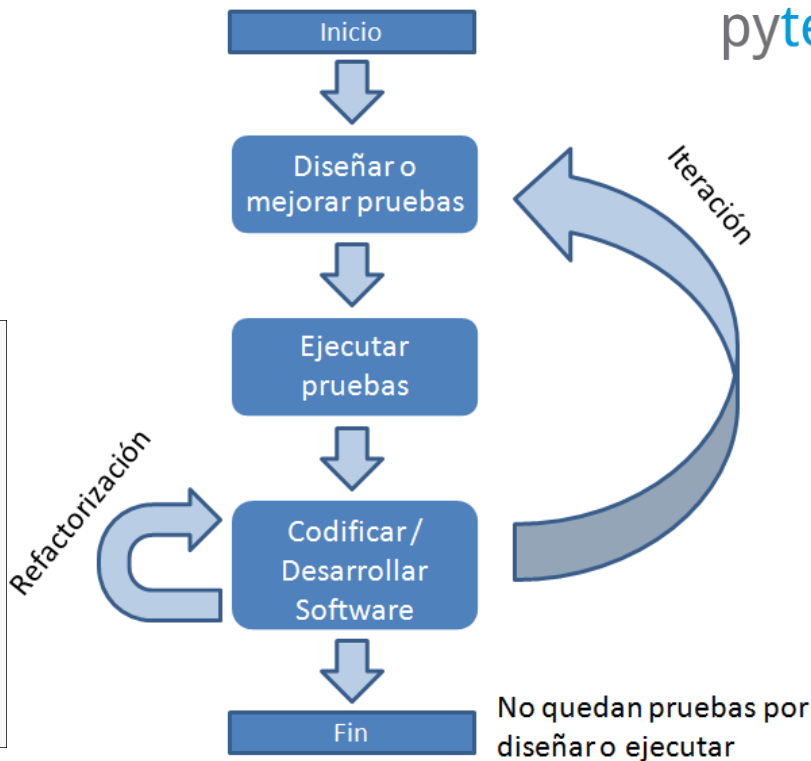 Inicio
pyte
Diseñar o
mejorar pruebas
Iteración
Ejecutar
pruebas
Refactorización
Codificar /
Desarrollar
Software
Fin
No quedan pruebas por
diseñar o ejecutar